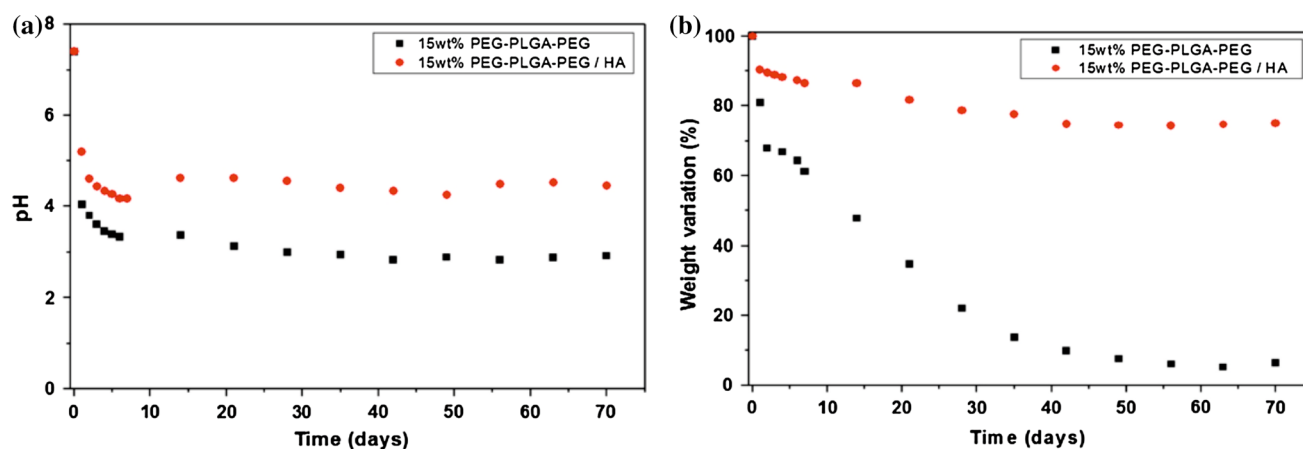 (a)
8
6
4
2
0
pH
15wt% PEG-PLGA-PEG
15wt% PEG-PLGA-PEG / HA
0 10 20 30 40 50 60 70
Time (days)
(b)
100
80
60
40
20
0
Weight variation (%)
15wt% PEG-PLGA-PEG
15wt% PEG-PLGA-PEG / HA
0 10 20 30 40 50 60 70
Time (days)